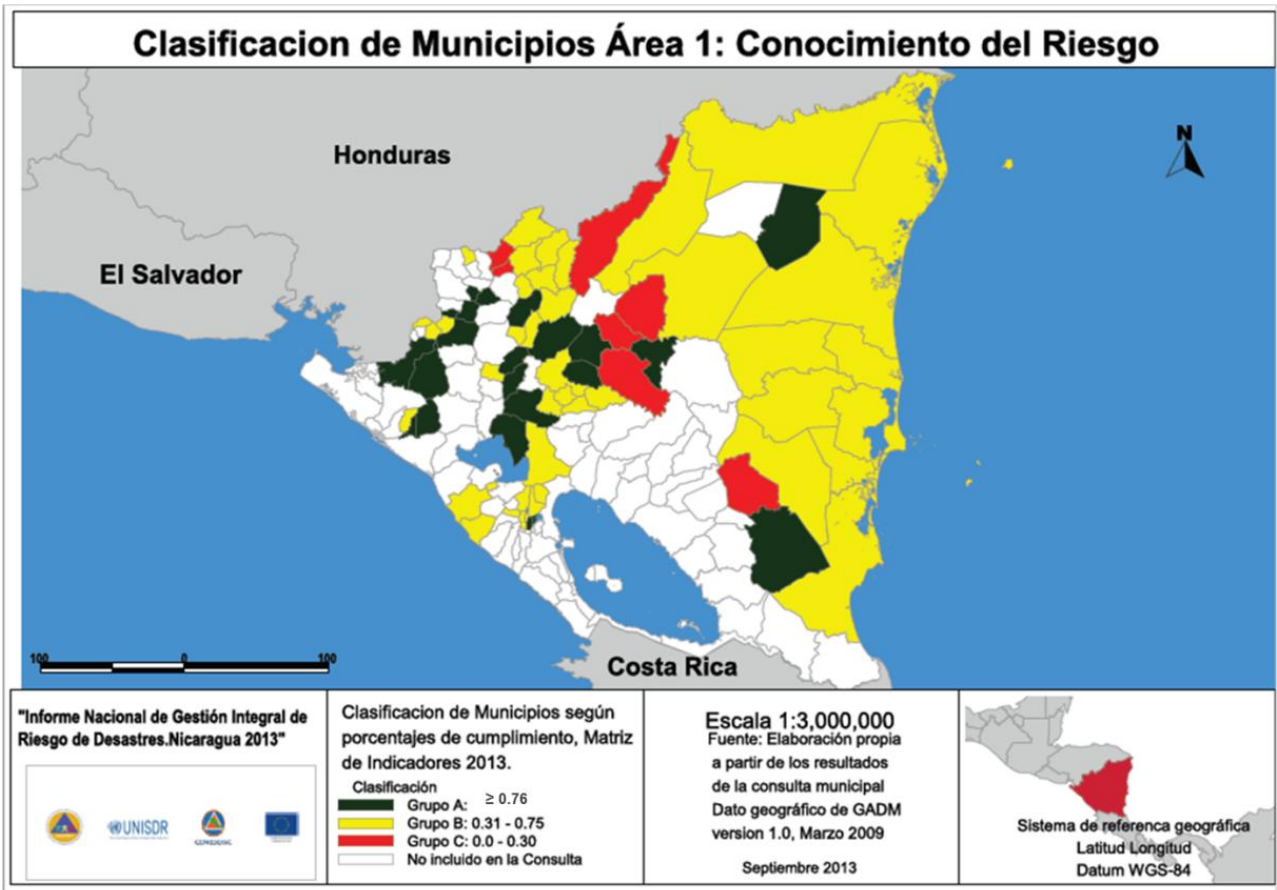 Clasificacion de Municipios Área 1: Conocimiento del Riesgo
Honduras
N
El Salvador
Costa Rica
100 0 100
"Informe Nacional de Gestión Integral de
Riesgo de Desastres.Nicaragua 2013"
UNISDR
Clasificacion de Municipios según
porcentajes de cumplimiento, Matriz
de Indicadores 2013.
Clasificación
Grupo A: ≥ 0.76
Grupo B: 0.31 - 0.75
Grupo C: 0.0 - 0.30
No incluido en la Consulta
Escala 1:3,000,000
Fuente: Elaboración propia
a partir de los resultados
de la consulta municipal
Dato geográfico de GADM
version 1.0, Marzo 2009
Septiembre 2013
Sistema de referenca geográfica
Latitud Longitud
Datum WGS-84